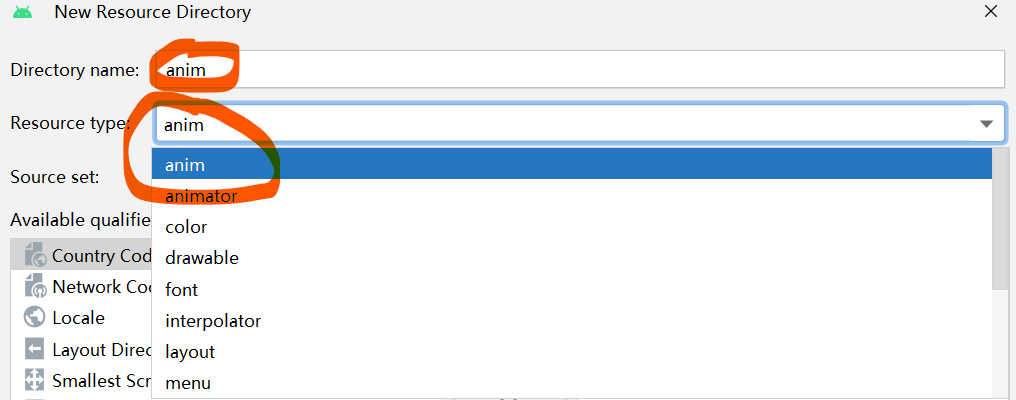 New Resource Directory
Directory name: anim
Resource type: anim
anim
Source set:
animator
Available qualifie
color
Country Cod
drawable
Network Co
font
Locale
interpolator
Layout Direc
layout
Smallest Scr
menu